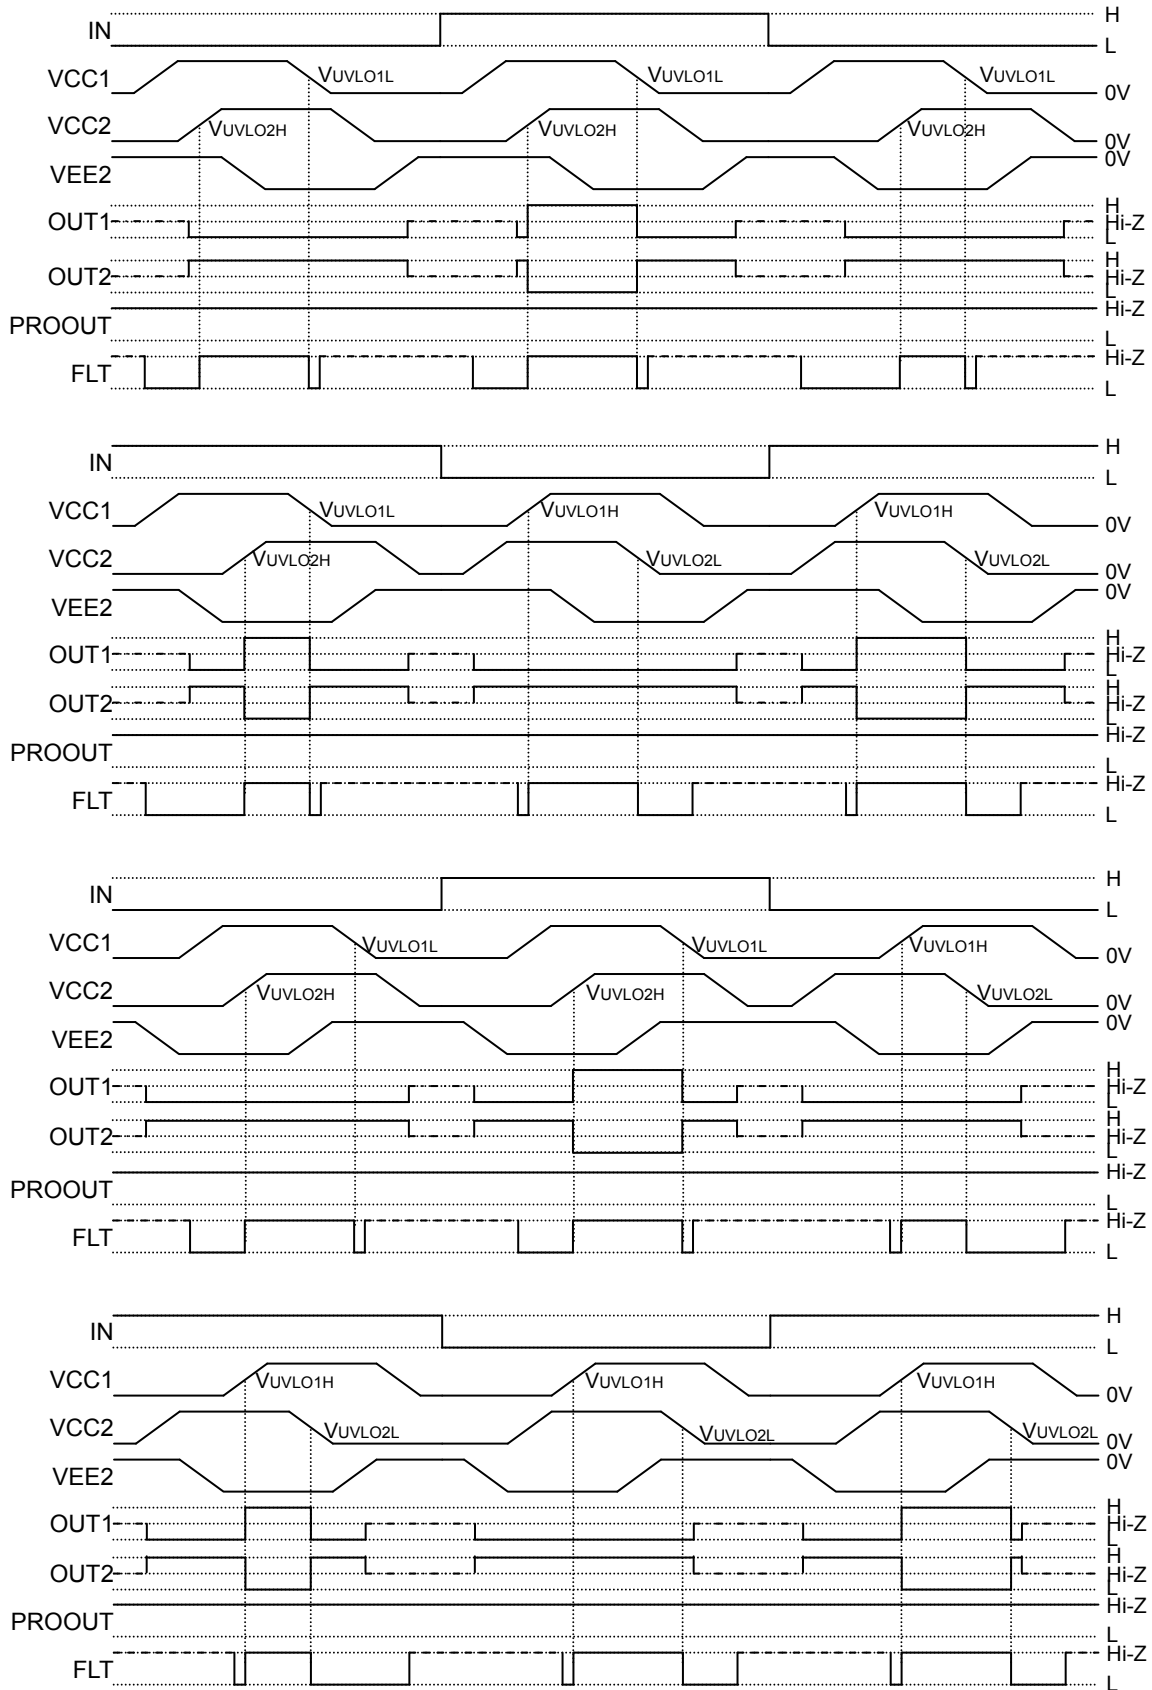 IN H
L
VCC1 VUVLO1L VUVLO1L VUVLO1L 0V
VCC2 VUVLO2H VUVLO2H VUVLO2H 0V
VEE2 0V
OUT1 H
Hi-Z
L
OUT2 H
Hi-Z
L
PROOUT Hi-Z
L
FLT Hi-Z
L
IN H
L
VCC1 VUVLO1L VUVLO1H VUVLO1H 0V
VCC2 VUVLO2H VUVLO2L VUVLO2L 0V
VEE2 0V
OUT1 H
Hi-Z
L
OUT2 H
Hi-Z
L
PROOUT Hi-Z
L
FLT Hi-Z
L
IN H
L
VCC1 VUVLO1L VUVLO1L VUVLO1H 0V
VCC2 VUVLO2H VUVLO2H VUVLO2L 0V
VEE2 0V
OUT1 H
Hi-Z
L
OUT2 H
Hi-Z
L
PROOUT Hi-Z
L
FLT Hi-Z
L
IN H
L
VCC1 VUVLO1H VUVLO1H VUVLO1H 0V
VCC2 VUVLO2L VUVLO2L VUVLO2L 0V
VEE2 0V
OUT1 H
Hi-Z
L
OUT2 H
Hi-Z
L
PROOUT Hi-Z
L
FLT Hi-Z
L